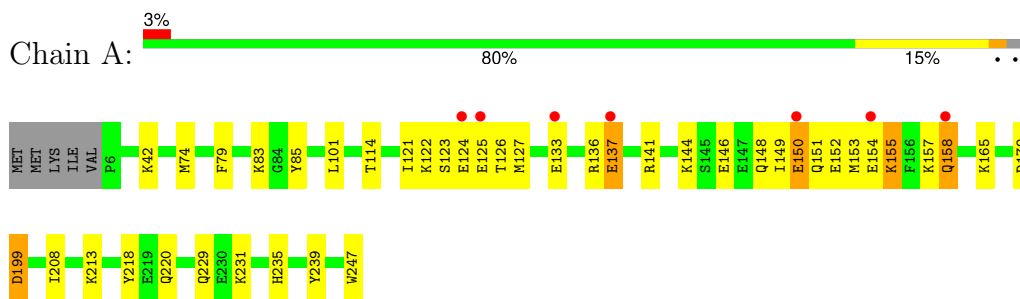 3%
Chain A:
80% 15% • •
MET MET LYS ILE VAL P6 K42 M74 F79 K83 G84 Y85 L101 T114 I121 K122 S123 E124 E125 T126 M127 E133 R136 E137 R141 K144 S145 E146 E147 Q148 I149 E150 Q151 E152 M153 E154 K155 F156 K157 Q158 K165
D199 I208 K213 Y218 E219 Q220 Q229 E230 K231 H235 Y239 W247